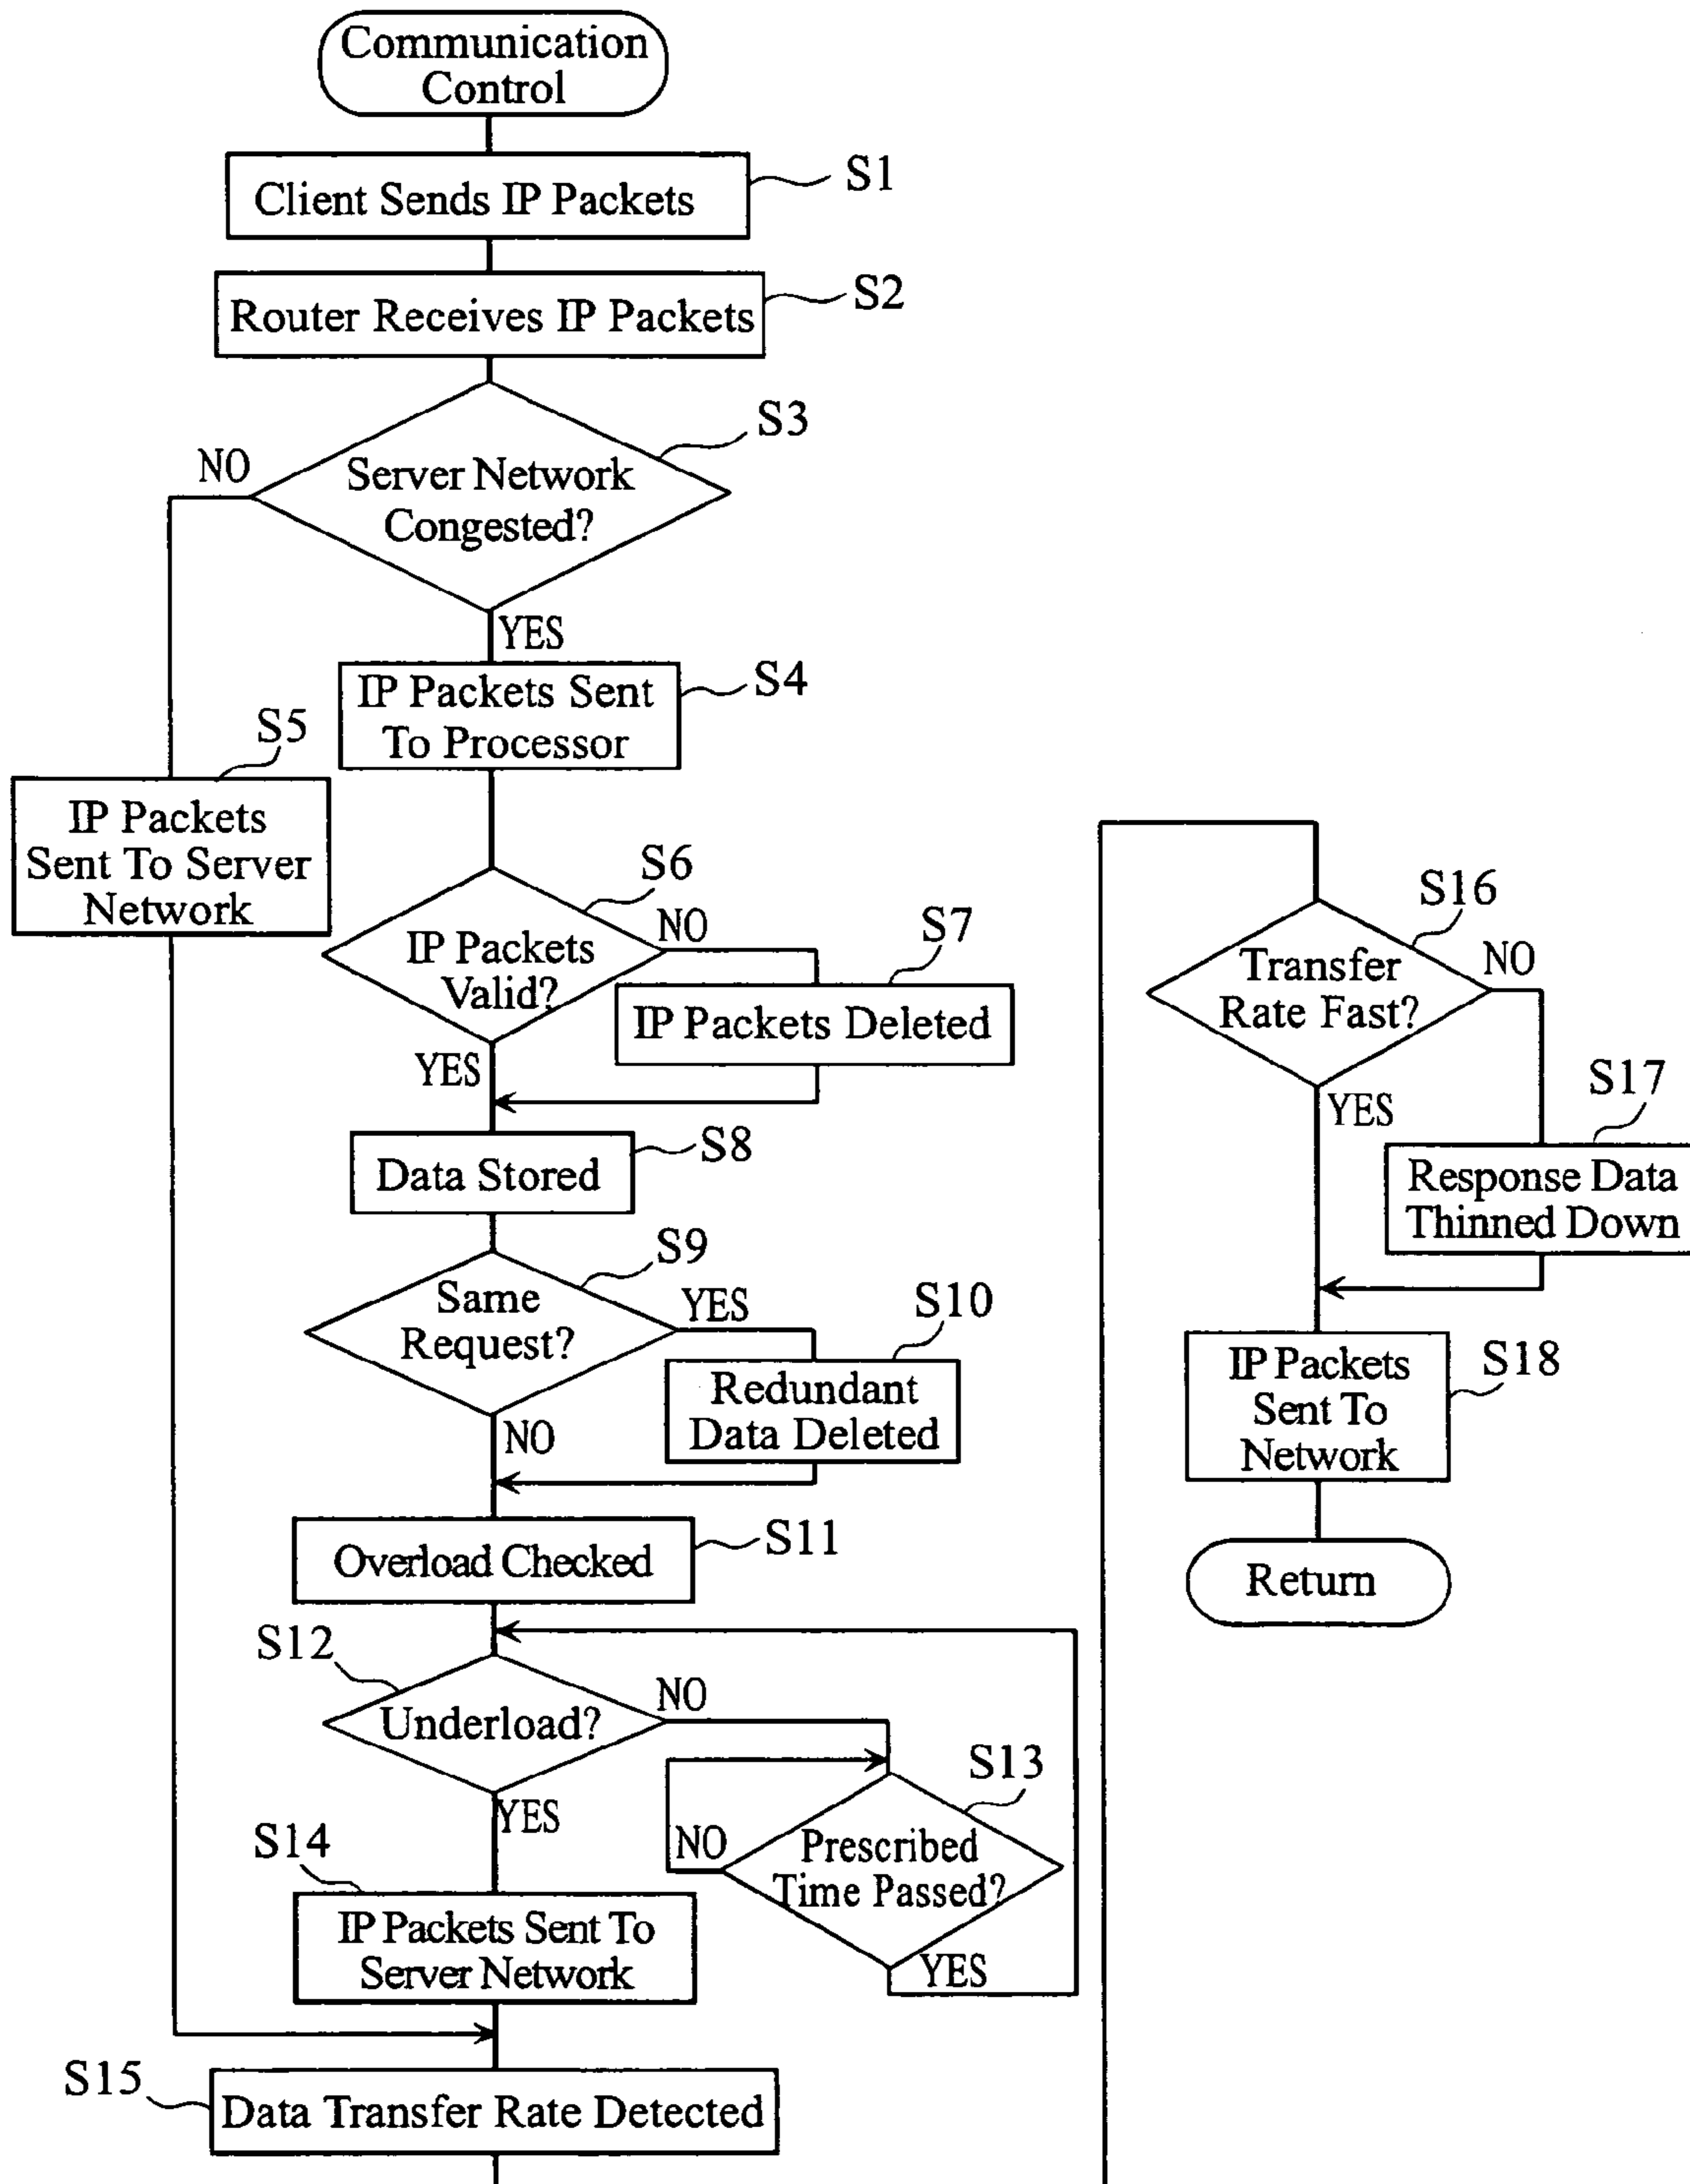 Communication
Control
Client Sends IP Packets
S1
Router Receives IP Packets
S2
S3
NO
Server Network
Congested?
YES
IP Packets Sent
To Processor
S4
S5
IP Packets
Sent To Server
Network
S6
IP Packets
Valid?
NO
S7
IP Packets Deleted
YES
Data Stored
S8
S9
Same
Request?
YES
S10
Redundant
Data Deleted
NO
Overload Checked
S11
S12
Underload?
NO
S13
Prescribed
Time Passed?
NO
YES
YES
S14
IP Packets Sent To
Server Network
S15
Data Transfer Rate Detected
S16
Transfer
Rate Fast?
NO
S17
YES
Response Data
Thinned Down
IP Packets
Sent To
Network
S18
Return